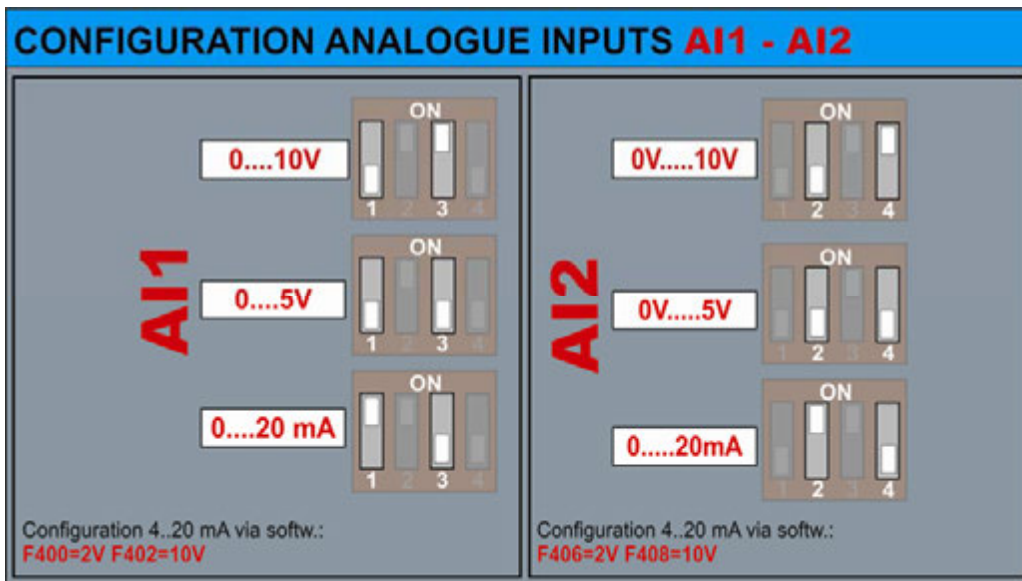 CONFIGURATION ANALOGUE INPUTS AI1 - AI2
AI1
0....10V
ON
1 2 3 4
0....5V
ON
1 2 3 4
0....20 mA
ON
1 2 3 4
Configuration 4..20 mA via softw.:
F400=2V F402=10V
AI2
0V.....10V
ON
1 2 3 4
0V.....5V
ON
1 2 3 4
0.....20mA
ON
1 2 3 4
Configuration 4..20 mA via softw.:
F406=2V F408=10V